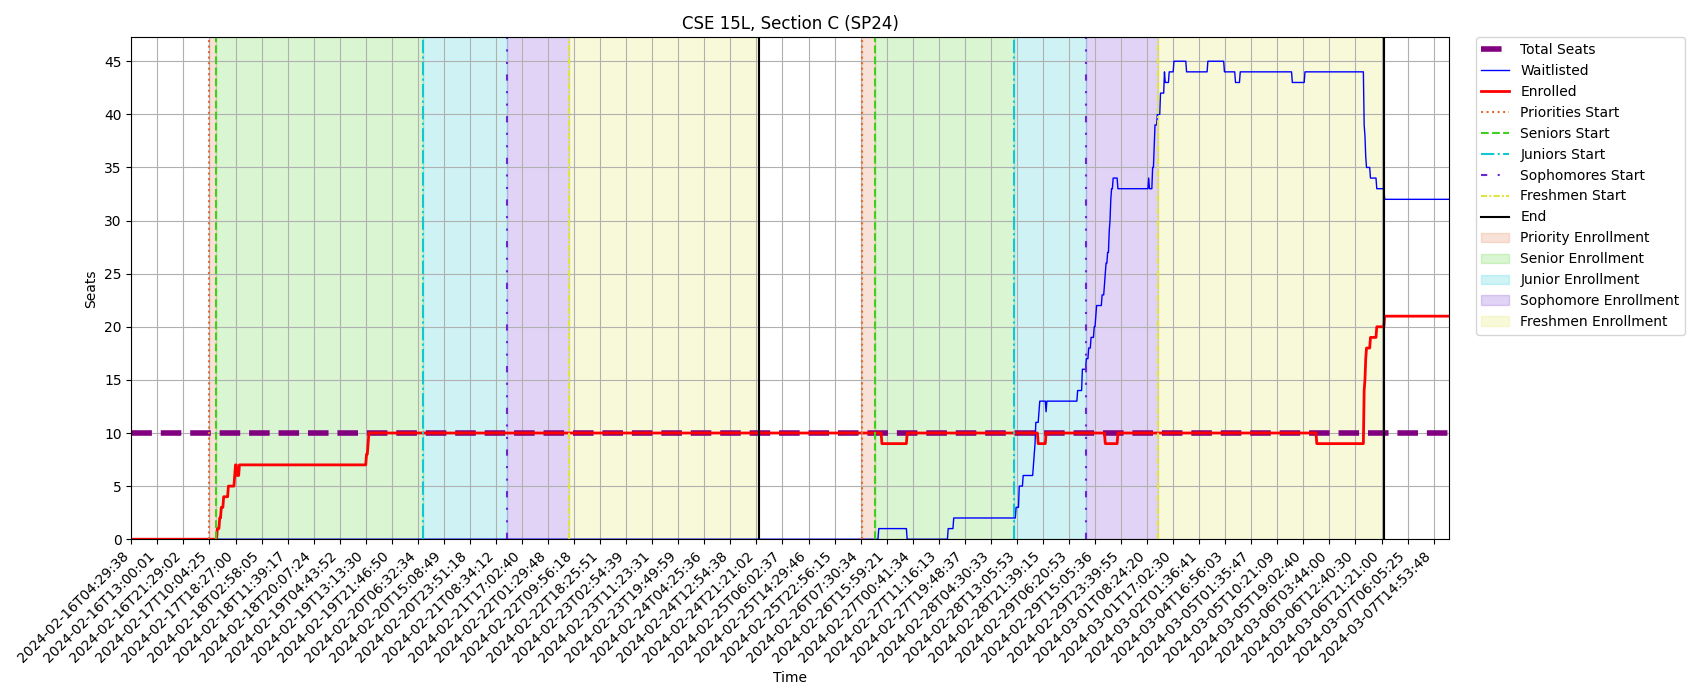 CSE 15L, Section C (SP24)
Seats
45
40
35
30
25
20
15
10
5
0
2024-02-16T04:29:38
2024-02-16T13:00:01
2024-02-16T21:29:02
2024-02-17T10:04:25
2024-02-17T18:27:00
2024-02-18T02:58:05
2024-02-18T11:39:17
2024-02-18T20:07:24
2024-02-19T04:43:52
2024-02-19T13:13:30
2024-02-19T21:46:50
2024-02-20T06:32:34
2024-02-20T15:08:49
2024-02-20T23:51:18
2024-02-21T08:34:12
2024-02-21T17:02:40
2024-02-22T01:29:48
2024-02-22T09:56:18
2024-02-22T18:25:51
2024-02-23T02:54:39
2024-02-23T11:23:31
2024-02-23T19:49:59
2024-02-24T04:25:36
2024-02-24T12:54:38
2024-02-24T21:21:02
2024-02-25T06:02:37
2024-02-25T14:29:46
2024-02-25T22:56:15
2024-02-26T07:30:34
2024-02-26T15:59:21
2024-02-27T00:41:34
2024-02-27T11:16:13
2024-02-27T19:48:37
2024-02-28T04:30:33
2024-02-28T13:05:53
2024-02-28T21:39:15
2024-02-29T06:20:53
2024-02-29T15:05:36
2024-02-29T23:39:55
2024-03-01T08:24:20
2024-03-01T17:02:30
2024-03-02T01:36:41
2024-03-04T16:56:03
2024-03-05T01:35:47
2024-03-05T10:21:09
2024-03-05T19:02:40
2024-03-06T03:44:00
2024-03-06T12:40:30
2024-03-06T21:21:00
2024-03-07T06:05:25
2024-03-07T14:53:48
Time
Total Seats
Waitlisted
Enrolled
Priorities Start
Seniors Start
Juniors Start
Sophomores Start
Freshmen Start
End
Priority Enrollment
Senior Enrollment
Junior Enrollment
Sophomore Enrollment
Freshmen Enrollment